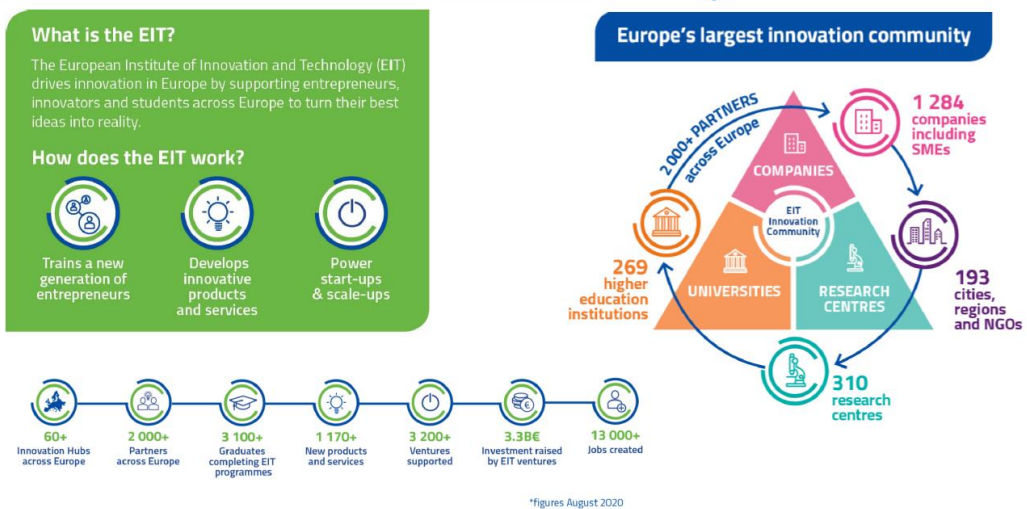 What is the EIT?
The European Institute of Innovation and Technology (EIT)
drives innovation in Europe by supporting entrepreneurs,
innovators and students across Europe to turn their best
ideas into reality.
How does the EIT work?
Trains a new
generation of
entrepreneurs
Develops
innovative
products
and services
Power
start-ups
& scale-ups
Europe's largest innovation community
2 000+ PARTNERS
across Europe
1 284
companies
including
SMEs
COMPANIES
EIT
Innovation
Community
UNIVERSITIES
RESEARCH
CENTRES
269
higher
education
institutions
193
cities,
regions
and NGOs
310
research
centres
60+
Innovation Hubs
across Europe
2 000+
Partners
across Europe
3 100+
Graduates
completing EIT
programmes
1 170+
New products
and services
3 200+
Ventures
supported
3.3B€
Investment raised
by EIT ventures
13 000+
Jobs created
*figures August 2020